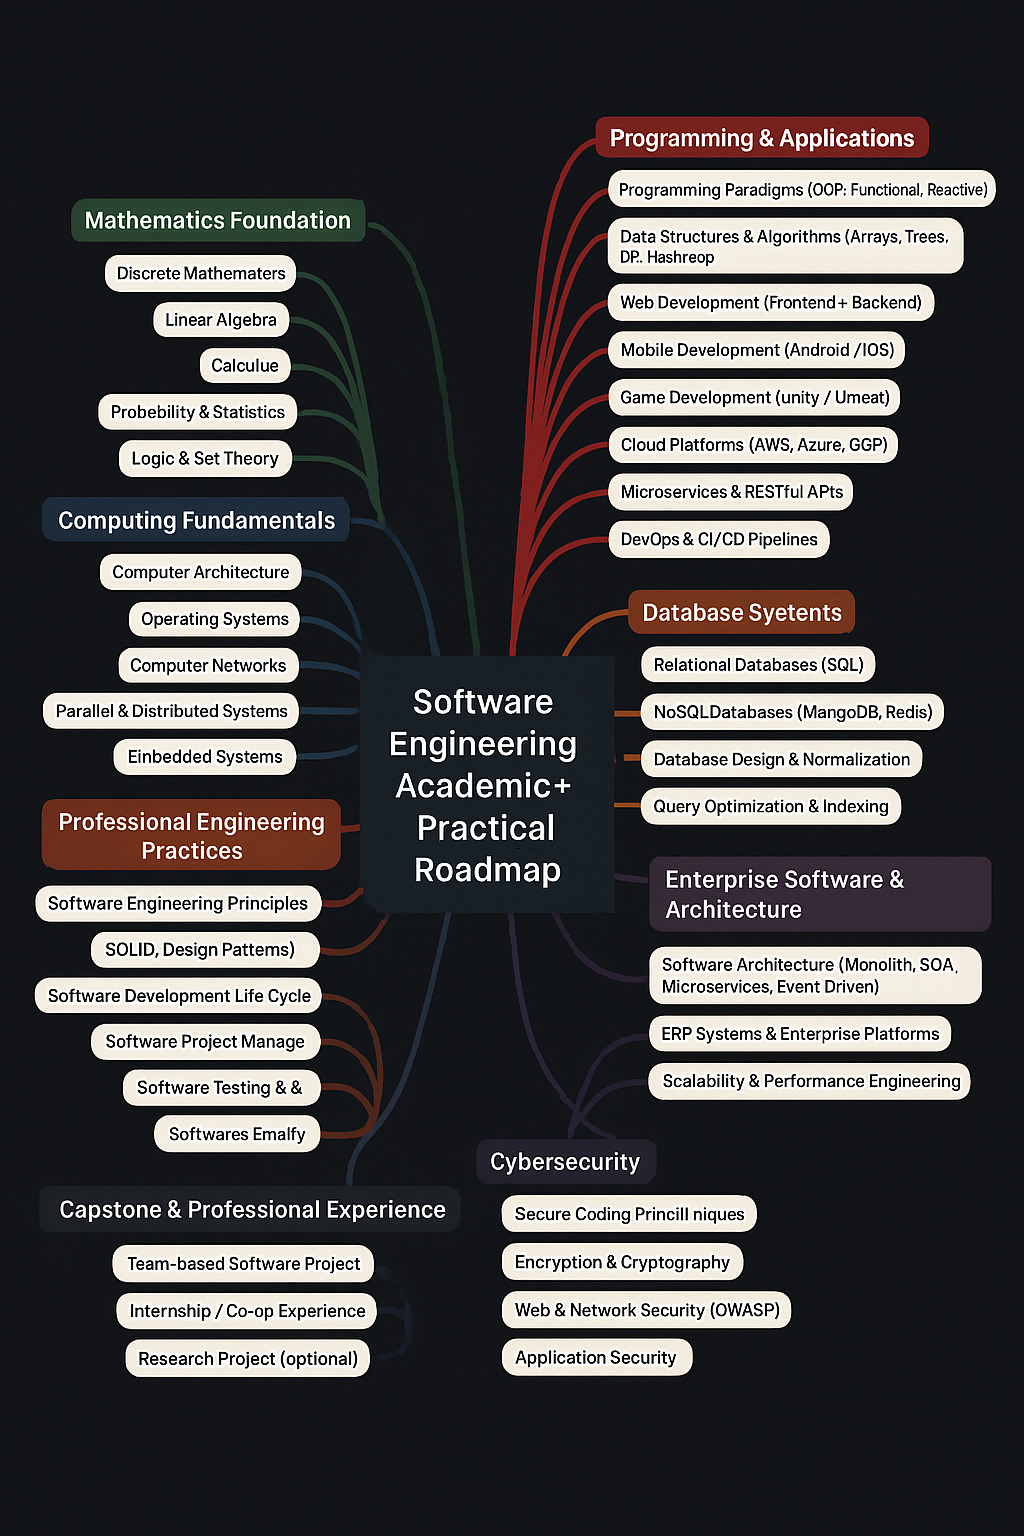 Mathematics Foundation
Discrete Mathematers
Linear Algebra
Calculue
Probebility & Statistics
Logic & Set Theory
Computing Fundamentals
Computer Architecture
Operating Systems
Computer Networks
Parallel & Distributed Systems
Einbedded Systems
Professional Engineering
Practices
Software Engineering Principles
SOLID, Design Patterns)
Software Development Life Cycle
Software Project Manage
Software Testing & &
Softwares Emalfy
Capstone & Professional Experience
Team-based Software Project
Internship / Co-op Experience
Research Project (optional)
Software
Engineering
Academic+
Practical
Roadmap
Programming & Applications
Programming Paradigms (OOP: Functional, Reactive)
Data Structures & Algorithms (Arrays, Trees,
DP.. Hashreop
Web Development (Frontend+ Backend)
Mobile Development (Android /IOS)
Game Development (unity / Umeat)
Cloud Platforms (AWS, Azure, GGP)
Microservices & RESTful APts
DevOps & CI/CD Pipelines
Database Syetents
Relational Databases (SQL)
NoSQLDatabases (MangoDB, Redis)
Database Design & Normalization
Query Optimization & Indexing
Enterprise Software &
Architecture
Software Architecture (Monolith, SOA,
Microservices, Event Driven)
ERP Systems & Enterprise Platforms
Scalability & Performance Engineering
Cybersecurity
Secure Coding Princill niques
Encryption & Cryptography
Web & Network Security (OWASP)
Application Security